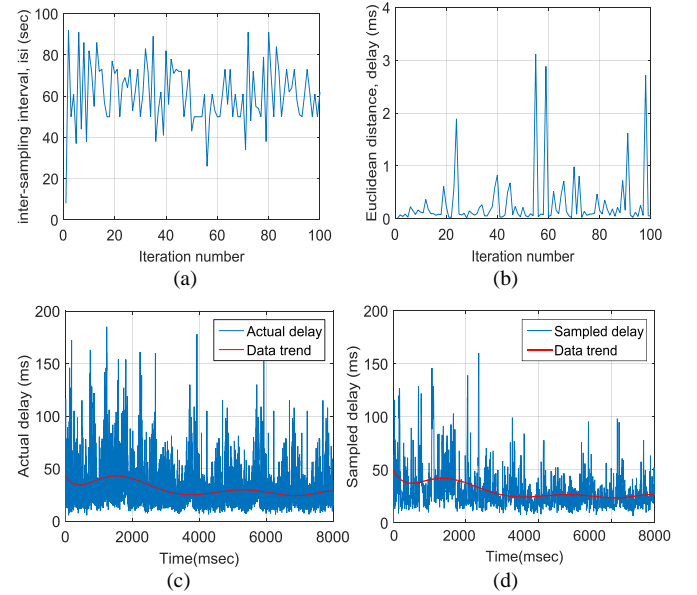 inter-sampling interval, isi (sec)
100
80
60
40
20
0
0 20 40 60 80 100
Iteration number
(a)
Euclidean distance, delay (ms)
4
3
2
1
0
0 20 40 60 80 100
Iteration number
(b)
Actual delay (ms)
200
150
100
50
0
0 2000 4000 6000 8000
Actual delay
Data trend
Time(msec)
(c)
Sampled delay (ms)
200
150
100
50
0
0 2000 4000 6000 8000
Sampled delay
Data trend
Time(msec)
(d)